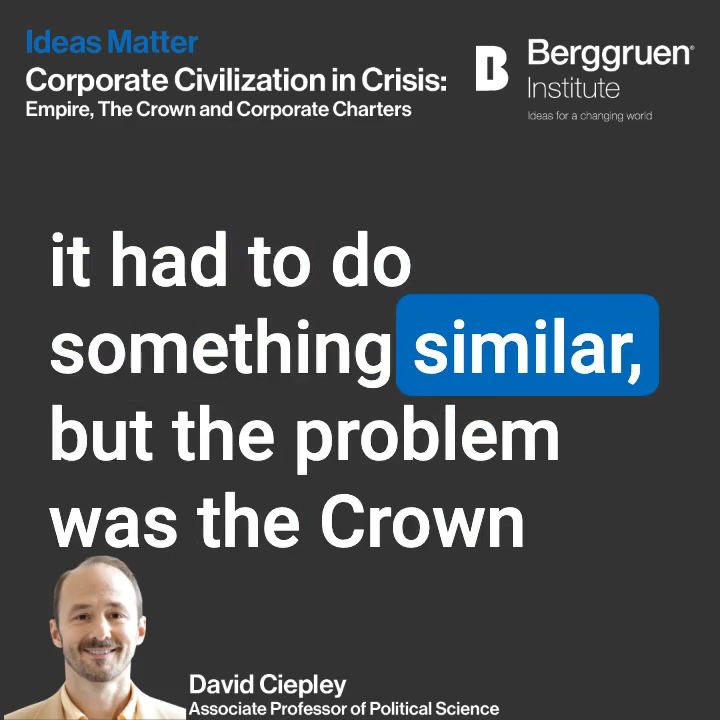 Ideas Matter
Corporate Civilization in Crisis:
Empire, The Crown and Corporate Charters
B
Berggruen®
Institute
Ideas for a changing world
it had to do
something similar,
but the problem
was the Crown
David Ciepley
Associate Professor of Political Science